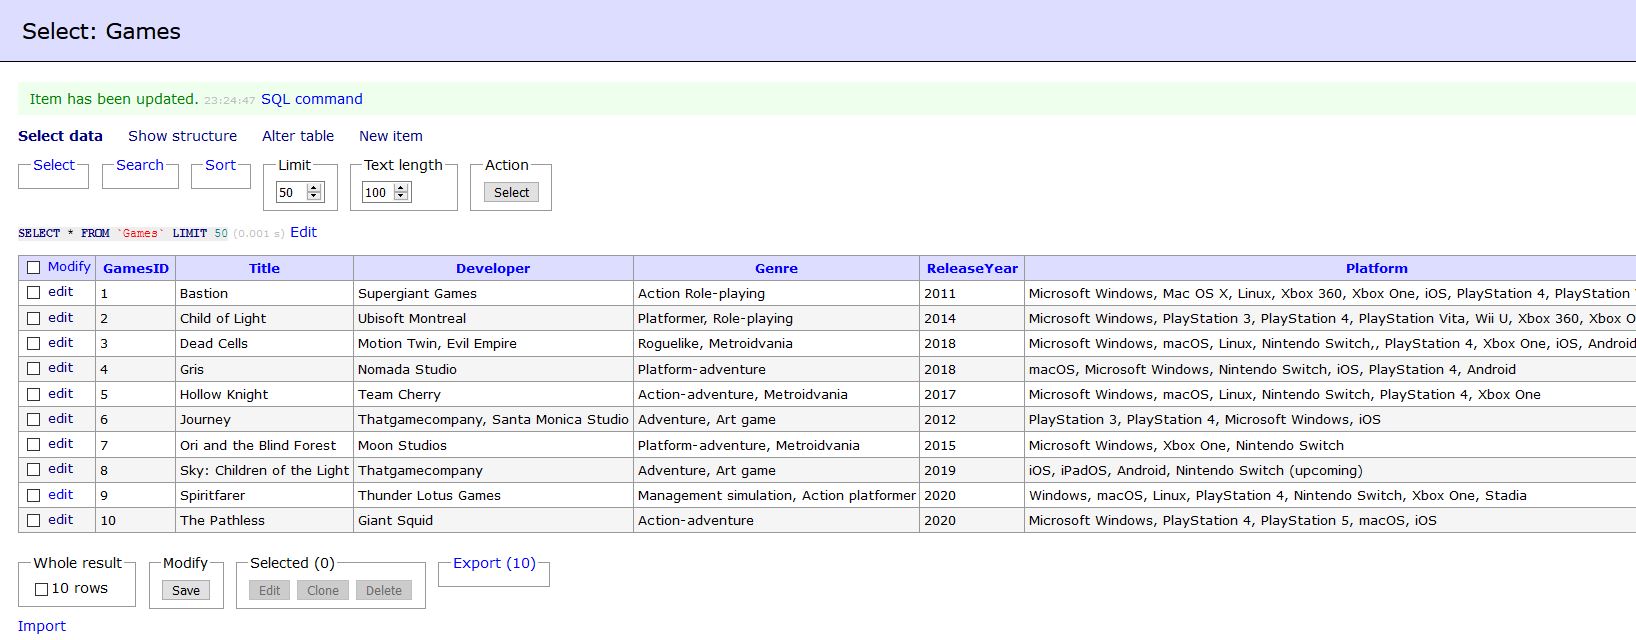 Select: Games
Item has been updated. 23:24:47 SQL command
Select data Show structure Alter table New item
Select Search Sort Limit Text length Action
50 100 Select
SELECT * FROM `Games` LIMIT 50 (0.001 s) Edit
Modify GamesID Title Developer Genre ReleaseYear Platform
edit 1 Bastion Supergiant Games Action Role-playing 2011 Microsoft Windows, Mac OS X, Linux, Xbox 360, Xbox One, iOS, PlayStation 4, PlayStation
edit 2 Child of Light Ubisoft Montreal Platformer, Role-playing 2014 Microsoft Windows, PlayStation 3, PlayStation 4, PlayStation Vita, Wii U, Xbox 360, Xbox O
edit 3 Dead Cells Motion Twin, Evil Empire Roguelike, Metroidvania 2018 Microsoft Windows, macOS, Linux, Nintendo Switch,, PlayStation 4, Xbox One, iOS, Android
edit 4 Gris Nomada Studio Platform-adventure 2018 macOS, Microsoft Windows, Nintendo Switch, iOS, PlayStation 4, Android
edit 5 Hollow Knight Team Cherry Action-adventure, Metroidvania 2017 Microsoft Windows, macOS, Linux, Nintendo Switch, PlayStation 4, Xbox One
edit 6 Journey Thatgamecompany, Santa Monica Studio Adventure, Art game 2012 PlayStation 3, PlayStation 4, Microsoft Windows, iOS
edit 7 Ori and the Blind Forest Moon Studios Platform-adventure, Metroidvania 2015 Microsoft Windows, Xbox One, Nintendo Switch
edit 8 Sky: Children of the Light Thatgamecompany Adventure, Art game 2019 iOS, iPadOS, Android, Nintendo Switch (upcoming)
edit 9 Spiritfarer Thunder Lotus Games Management simulation, Action platformer 2020 Windows, macOS, Linux, PlayStation 4, Nintendo Switch, Xbox One, Stadia
edit 10 The Pathless Giant Squid Action-adventure 2020 Microsoft Windows, PlayStation 4, PlayStation 5, macOS, iOS
Whole result Modify Selected (0) Export (10)
10 rows Save Edit Clone Delete
Import